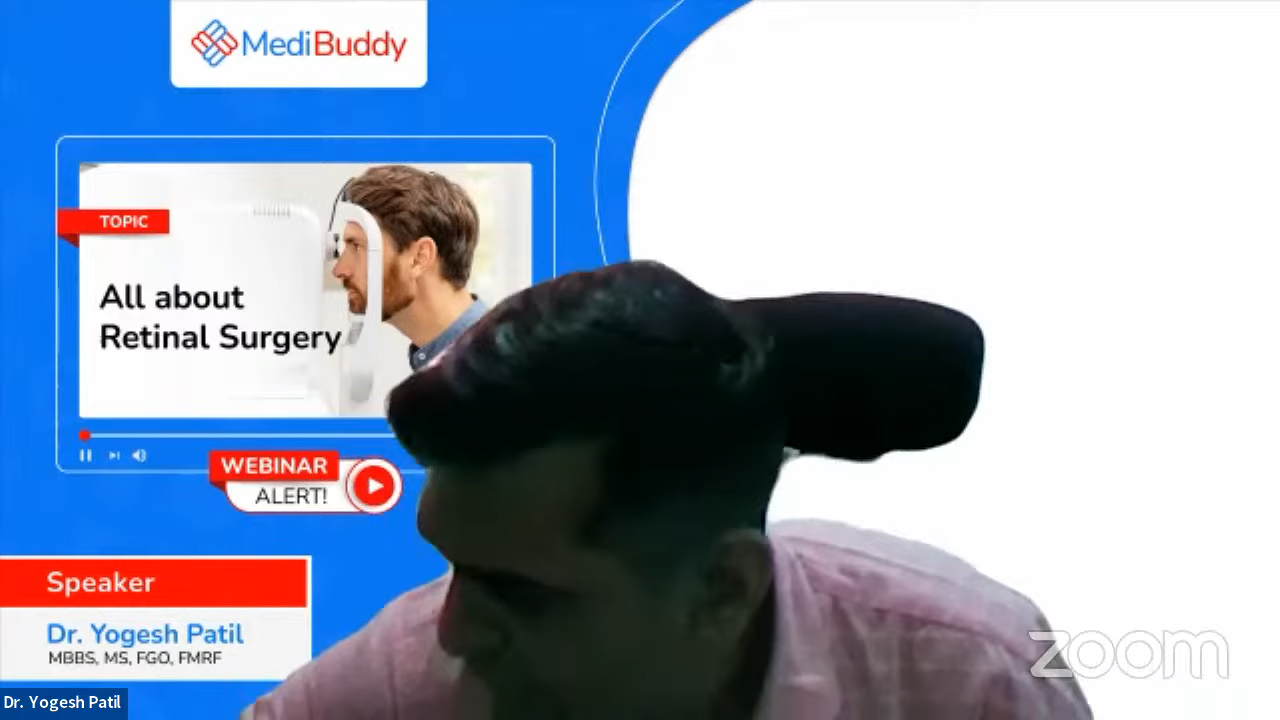 MediBuddy
TOPIC
All about
Retinal Surgery
WEBINAR
ALERT!
Speaker
Dr. Yogesh Patil
MBBS, MS, FGO, FMRF
Dr. Yogesh Patil
zoom